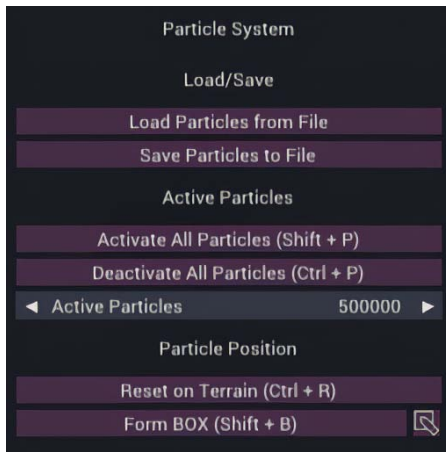 Particle System
Load/Save
Load Particles from File
Save Particles to File
Active Particles
Activate All Particles (Shift + P)
Deactivate All Particles (Ctrl + P)
Active Particles 500000
Particle Position
Reset on Terrain (Ctrl + R)
Form BOX (Shift + B)